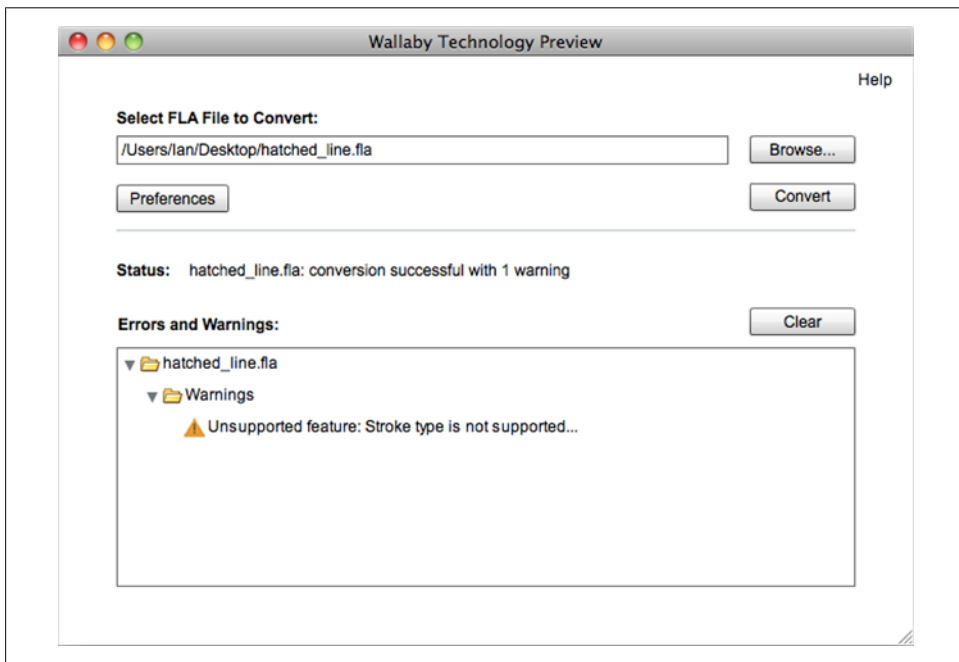 Wallaby Technology Preview
Help
Select FLA File to Convert:
/Users/Ian/Desktop/hatched_line.fla
Browse...
Preferences
Convert
Status: hatched_line.fla: conversion successful with 1 warning
Errors and Warnings:
Clear
hatched_line.fla
Warnings
Unsupported feature: Stroke type is not supported...